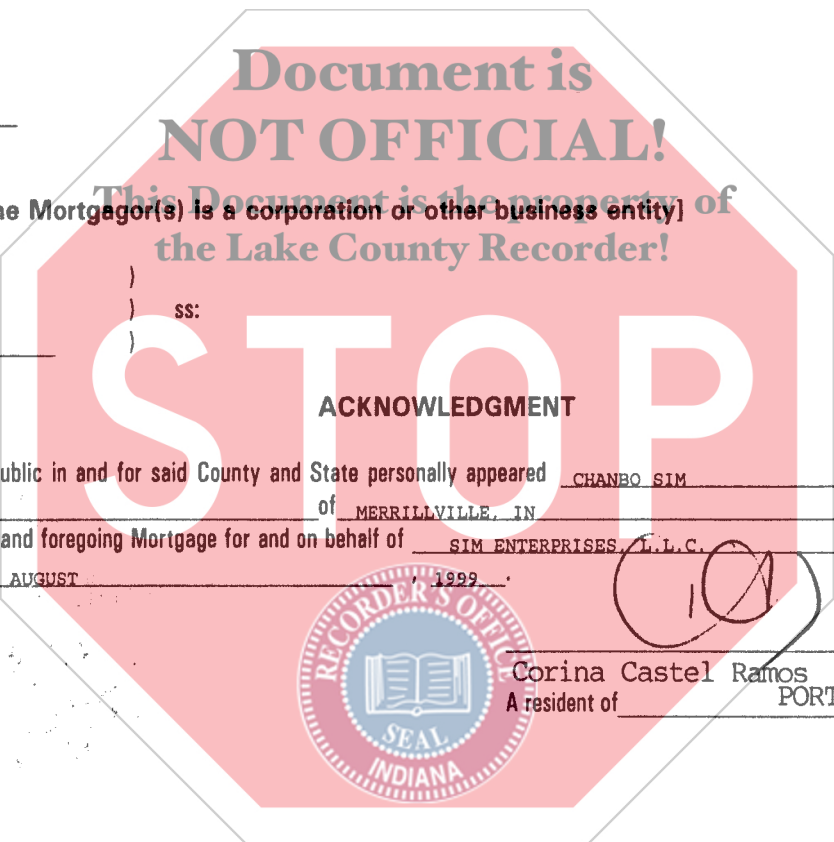 Document is
NOT OFFICIAL!
This Document is the property of
he Mortgagor(s) is a corporation or other business entity]
the Lake County Recorder!
)
) ss:
)
STOP
ACKNOWLEDGMENT
ublic in and for said County and State personally appeared CHANBO SIM
of MERRILLVILLE, IN
and foregoing Mortgage for and on behalf of SIM ENTERPRISES, L.L.C.
AUGUST , 1999 .
RECORDER'S OFFICE
SEAL
INDIANA
Corina Castel Ramos
A resident of PORT